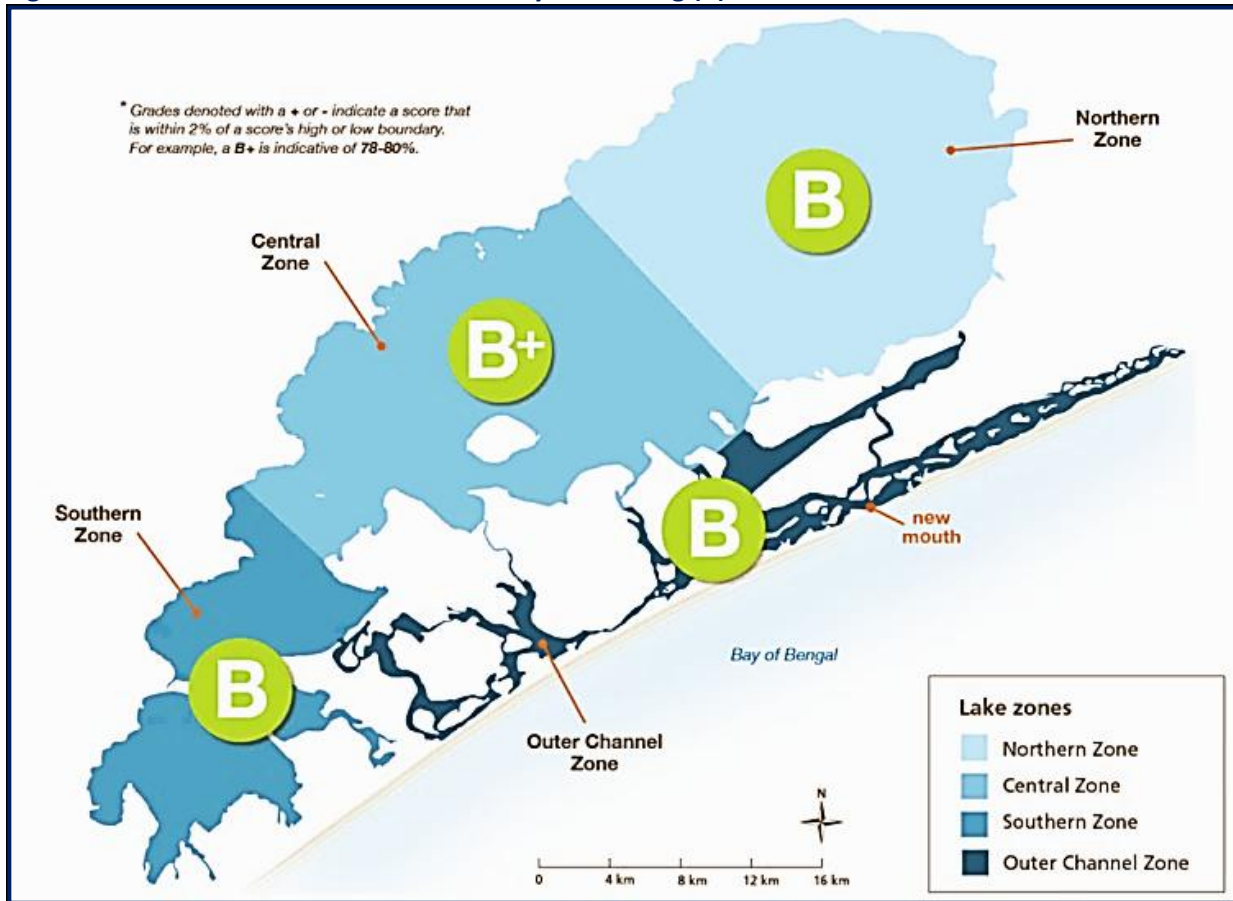 * Grades denoted with a + or - indicate a score that
is within 2% of a score's high or low boundary.
For example, a B+ is indicative of 78-80%.
Northern
Zone
B
Central
Zone
B+
Southern
Zone
B
new
mouth
B
Bay of Bengal
Outer Channel
Zone
Lake zones
Northern Zone
Central Zone
Southern Zone
Outer Channel Zone
N
0 4 km 8 km 12 km 16 km